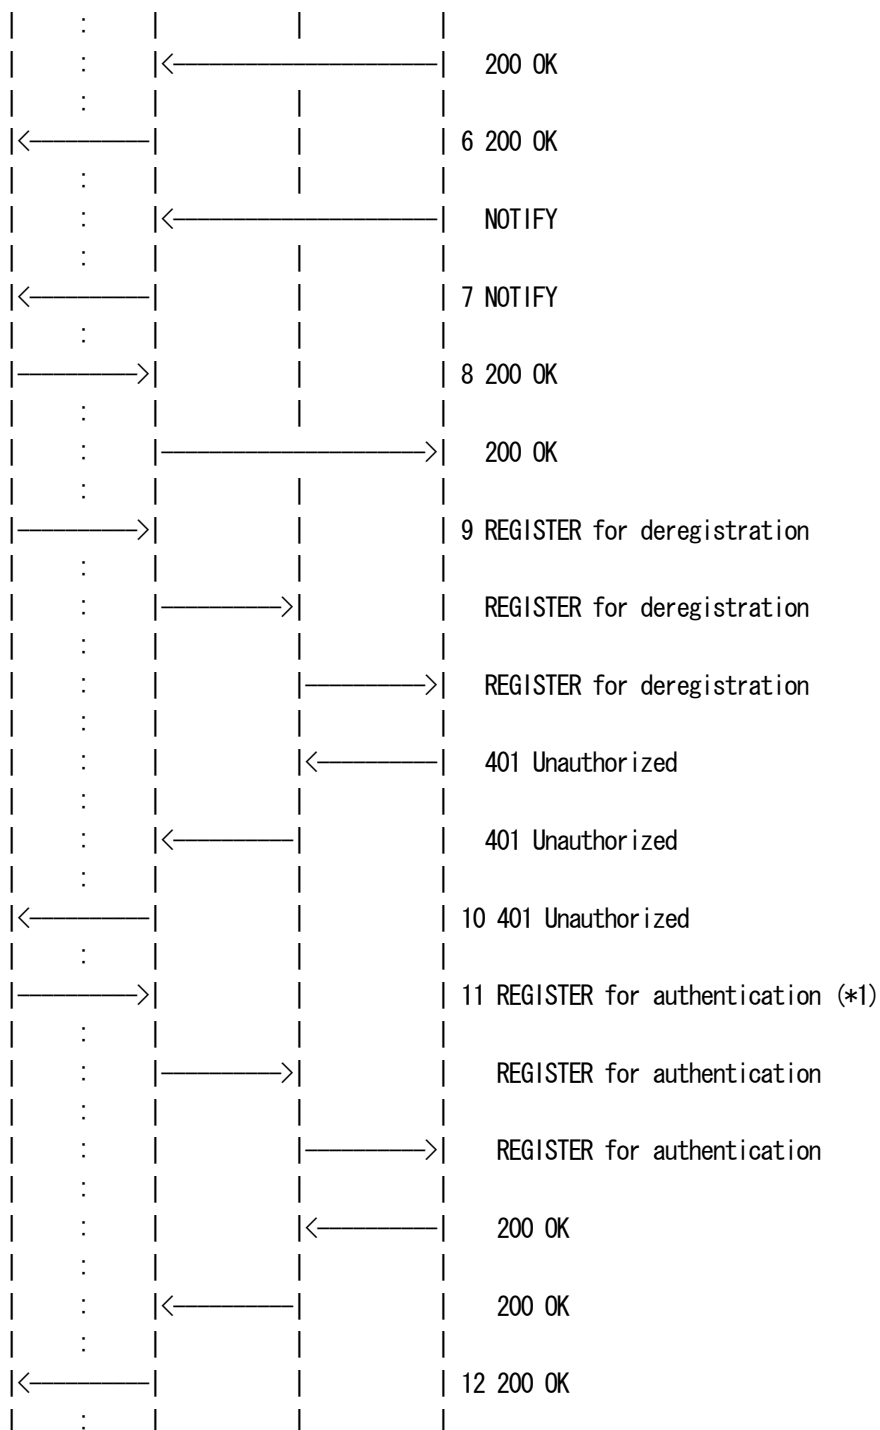 200 OK
6 200 OK
NOTIFY
7 NOTIFY
8 200 OK
200 OK
9 REGISTER for deregistration
REGISTER for deregistration
REGISTER for deregistration
401 Unauthorized
401 Unauthorized
10 401 Unauthorized
11 REGISTER for authentication (*1)
REGISTER for authentication
REGISTER for authentication
200 OK
200 OK
12 200 OK